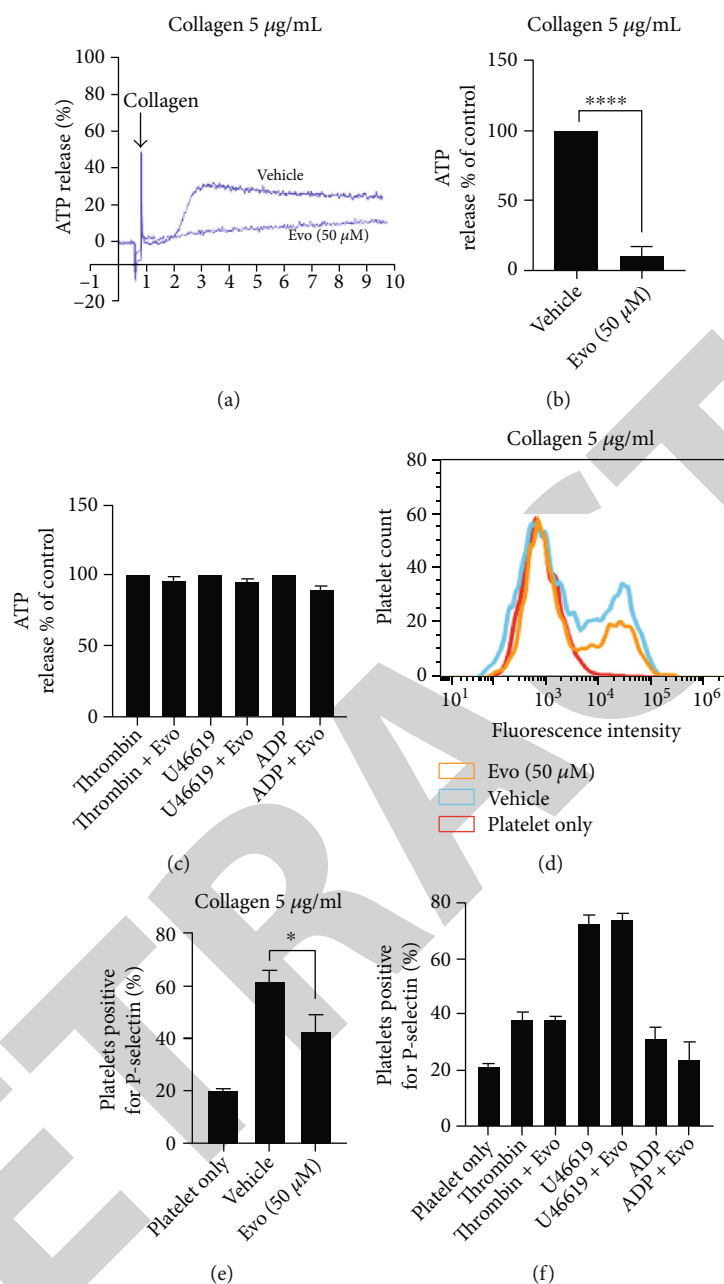 Collagen 5 µg/mL
100
80
60
40
20
0
−20
ATP release (%)
Collagen
Vehicle
Evo (50 µM)
−1
1
2
3
4
5
6
7
8
9
10
(a)
Collagen 5 µg/mL
150
100
50
0
ATP
release % of control
****
Vehicle
Evo (50 µM)
(b)
150
100
50
0
ATP
release % of control
Thrombin
Thrombin + Evo
U46619
U46619 + Evo
ADP
ADP + Evo
(c)
Collagen 5 µg/ml
80
60
40
20
0
Platelet count
10¹
10³
10⁴
10⁵
10⁶
Fluorescence intensity
Evo (50 µM)
Vehicle
Platelet only
(d)
Collagen 5 µg/ml
80
60
40
20
0
Platelets positive
for P-selectin (%)
*
Platelet only
Vehicle
Evo (50 µM)
(e)
80
60
40
20
0
Platelets positive
for P-selectin (%)
Platelet only
Thrombin
Thrombin + Evo
U46619
U46619 + Evo
ADP
ADP + Evo
(f)